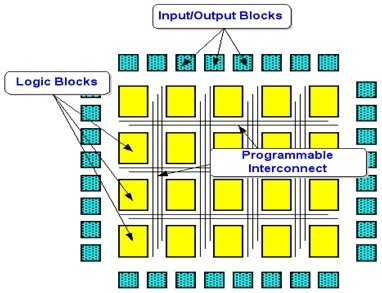 Input/Output Blocks
Logic Blocks
Programmable
Interconnect